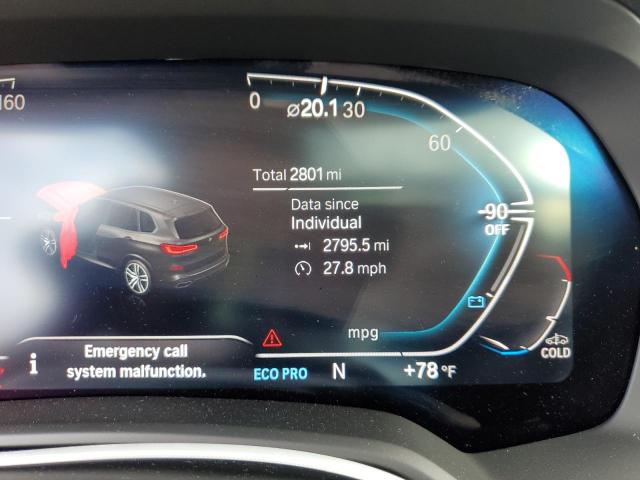 160
0 ⌀20.1 30
60
Total 2801 mi
Data since
Individual
2795.5 mi
27.8 mph
-90
OFF
mpg
Emergency call
system malfunction.
ECO PRO N +78 °F
COLD